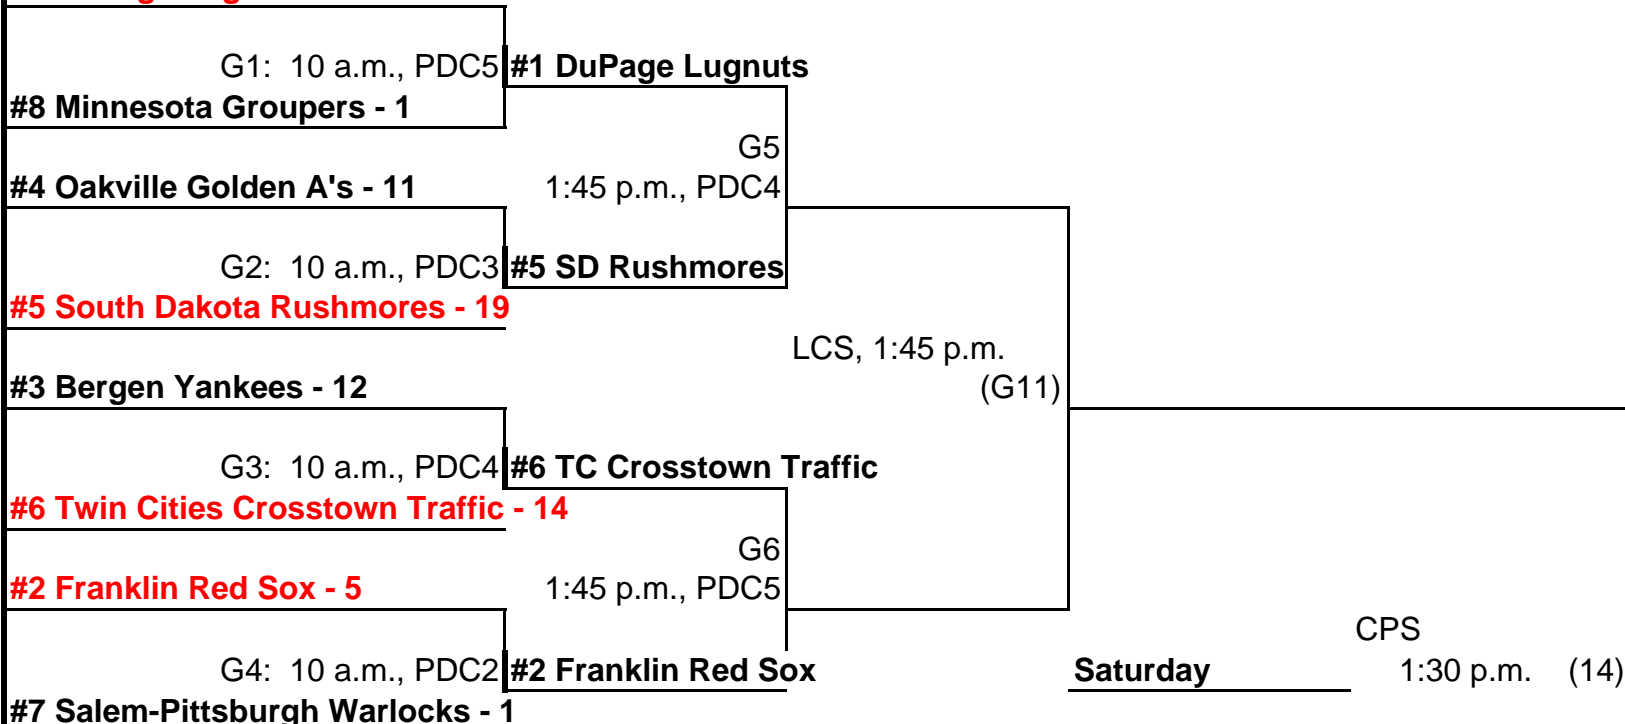 G1: 10 a.m., PDC5 #1 DuPage Lugnuts
#8 Minnesota Groupers - 1
G5
#4 Oakville Golden A's - 11 1:45 p.m., PDC4
G2: 10 a.m., PDC3 #5 SD Rushmores
#5 South Dakota Rushmores - 19
LCS, 1:45 p.m.
#3 Bergen Yankees - 12 (G11)
G3: 10 a.m., PDC4 #6 TC Crosstown Traffic
#6 Twin Cities Crosstown Traffic - 14
G6
#2 Franklin Red Sox - 5 1:45 p.m., PDC5
CPS
G4: 10 a.m., PDC2 #2 Franklin Red Sox Saturday 1:30 p.m. (14)
#7 Salem-Pittsburgh Warlocks - 1